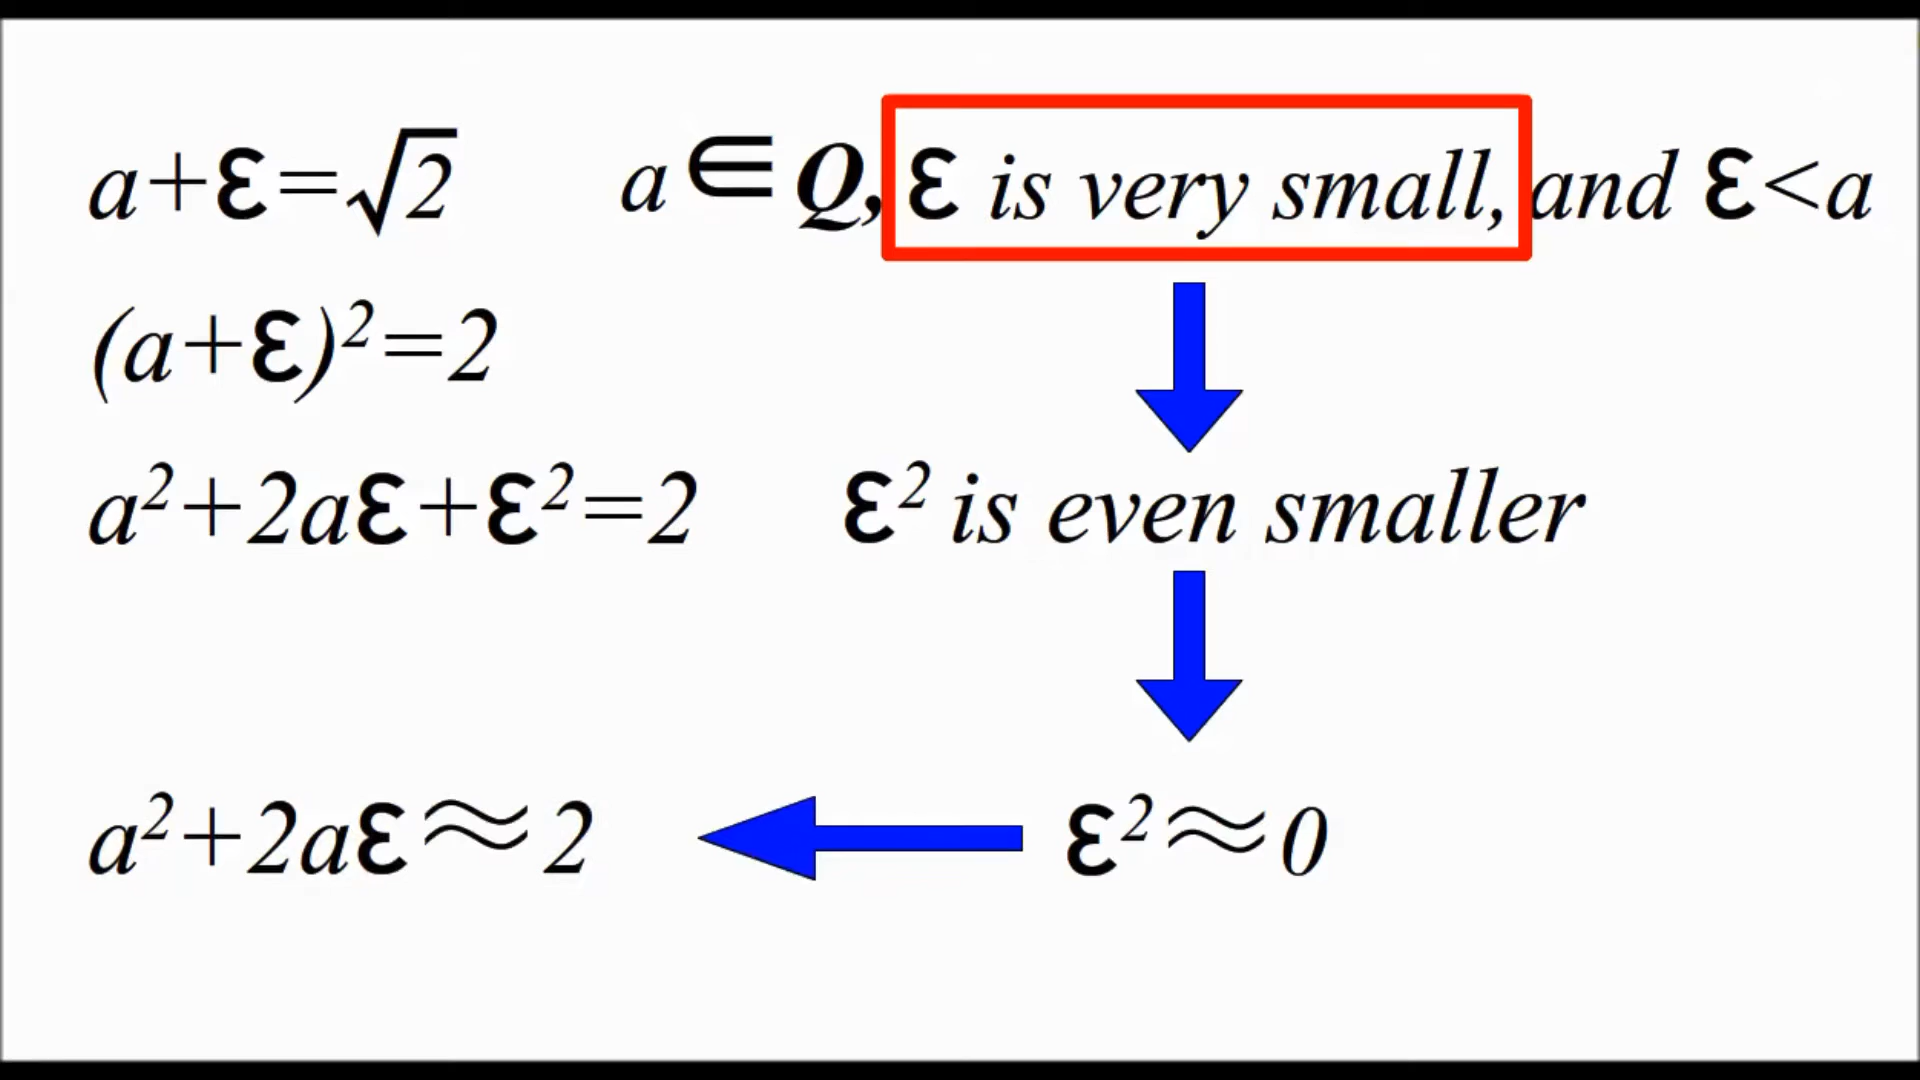 a+ε=√2 a∈Q, ε is very small, and ε<a
(a+ε)²=2
a²+2aε+ε²=2 ε² is even smaller
a²+2aε≈2 ε²≈0